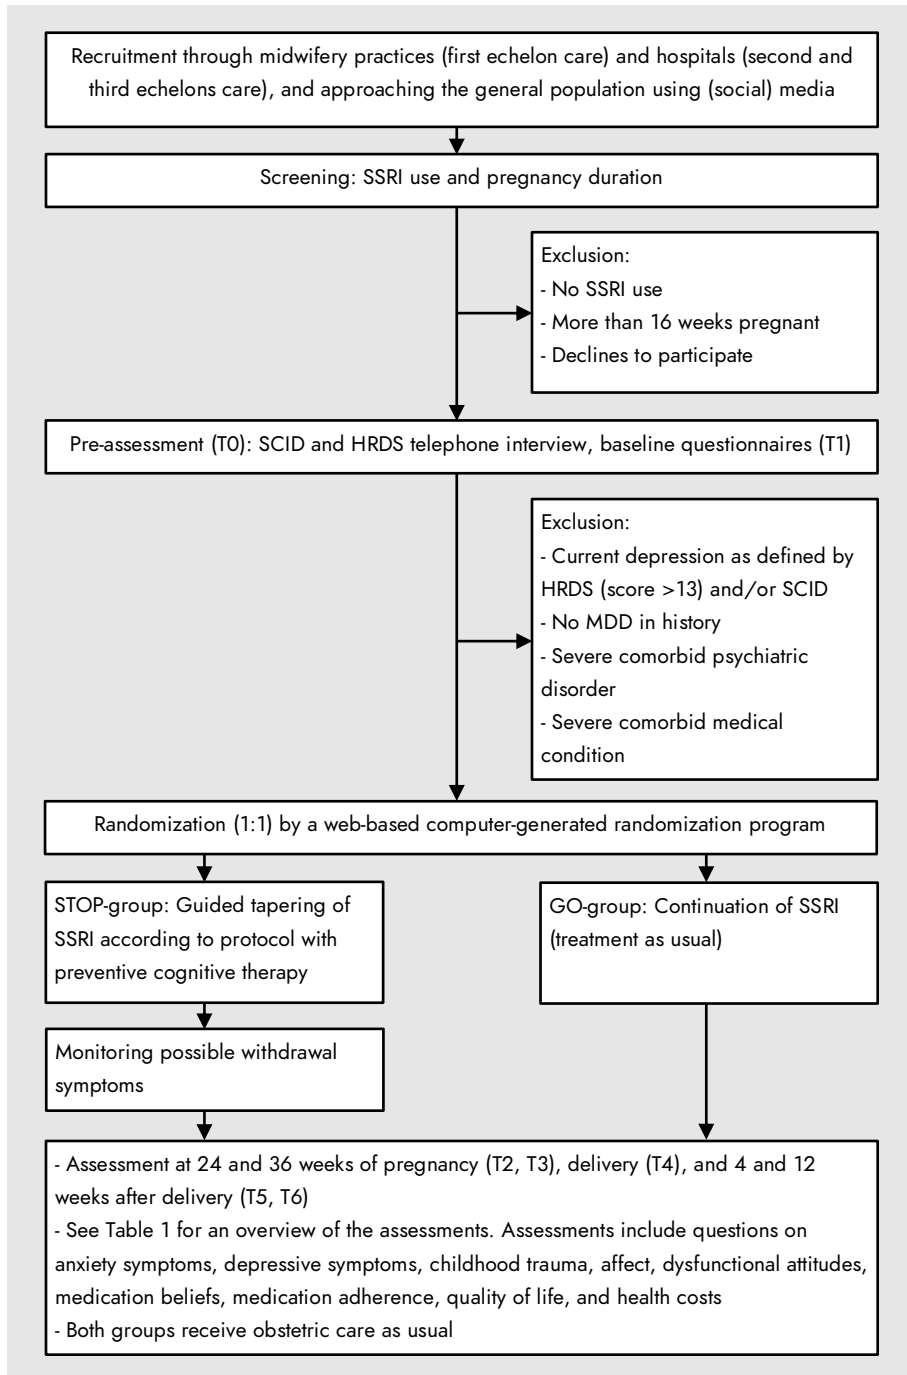 Recruitment through midwifery practices (first echelon care) and hospitals (second and
third echelons care), and approaching the general population using (social) media
Screening: SSRI use and pregnancy duration
Exclusion:
- No SSRI use
- More than 16 weeks pregnant
- Declines to participate
Pre-assessment (T0): SCID and HRDS telephone interview, baseline questionnaires (T1)
Exclusion:
- Current depression as defined by
HRDS (score >13) and/or SCID
- No MDD in history
- Severe comorbid psychiatric
disorder
- Severe comorbid medical
condition
Randomization (1:1) by a web-based computer-generated randomization program
STOP-group: Guided tapering of
SSRI according to protocol with
preventive cognitive therapy
GO-group: Continuation of SSRI
(treatment as usual)
Monitoring possible withdrawal
symptoms
- Assessment at 24 and 36 weeks of pregnancy (T2, T3), delivery (T4), and 4 and 12
weeks after delivery (T5, T6)
- See Table 1 for an overview of the assessments. Assessments include questions on
anxiety symptoms, depressive symptoms, childhood trauma, affect, dysfunctional attitudes,
medication beliefs, medication adherence, quality of life, and health costs
- Both groups receive obstetric care as usual